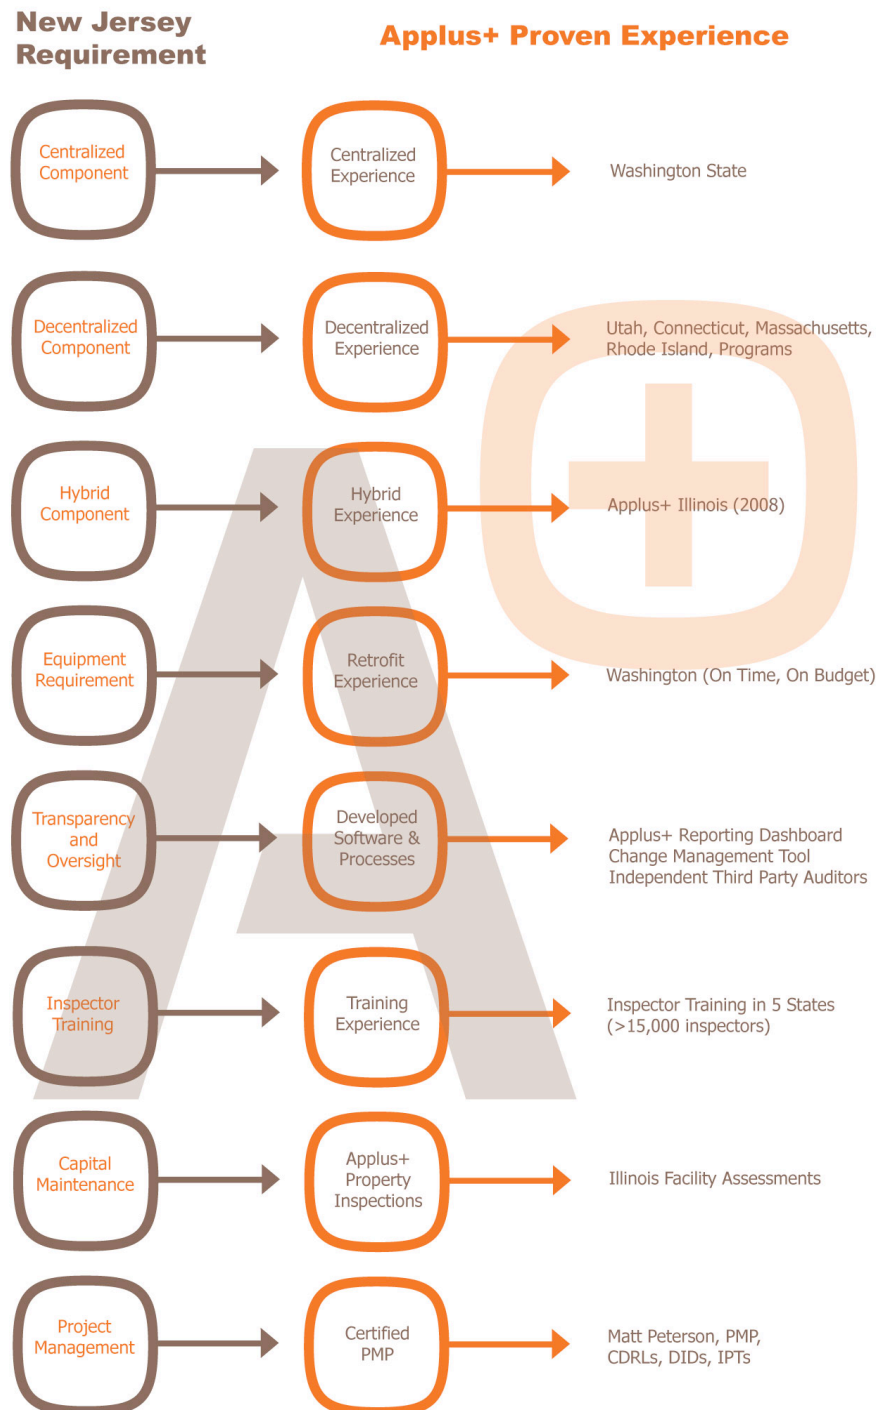 New Jersey
Requirement
Applus+ Proven Experience
Centralized
Component
Centralized
Experience
Washington State
Decentralized
Component
Decentralized
Experience
Utah, Connecticut, Massachusetts,
Rhode Island, Programs
Hybrid
Component
Hybrid
Experience
Applus+ Illinois (2008)
Equipment
Requirement
Retrofit
Experience
Washington (On Time, On Budget)
Transparency
and
Oversight
Developed
Software &
Processes
Applus+ Reporting Dashboard
Change Management Tool
Independent Third Party Auditors
Inspector
Training
Training
Experience
Inspector Training in 5 States
(>15,000 inspectors)
Capital
Maintenance
Applus+
Property
Inspections
Illinois Facility Assessments
Project
Management
Certified
PMP
Matt Peterson, PMP,
CDRLs, DIDs, IPTs
A+